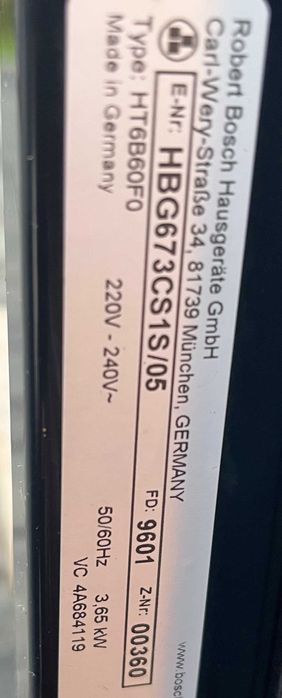 Robert Bosch Hausgeräte GmbH
Carl-Wery-Straße 34, 81739 München, GERMANY
www.bosc
E-Nr: HBG673CS1S/05 FD: 9601 Z-Nr: 00360
Type: HT6B60F0
Made in Germany 220V - 240V~ 50/60Hz 3,65 kW
VC 4A684119